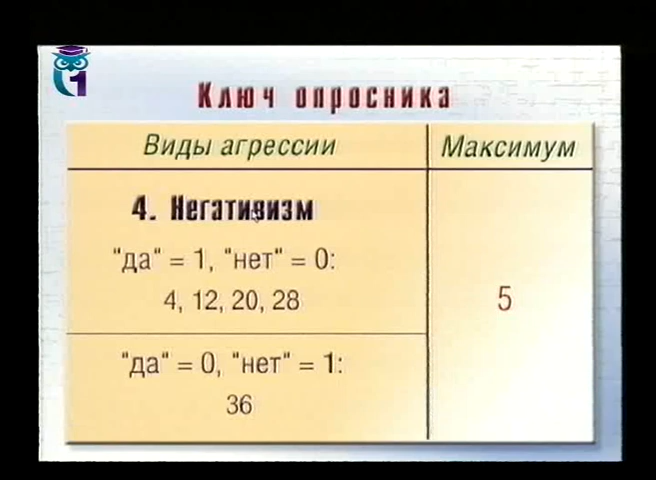 1
Ключ опросника
Виды агрессии
Максимум
4. Негативизм
"да" = 1, "нет" = 0:
4, 12, 20, 28
5
"да" = 0, "нет" = 1:
36